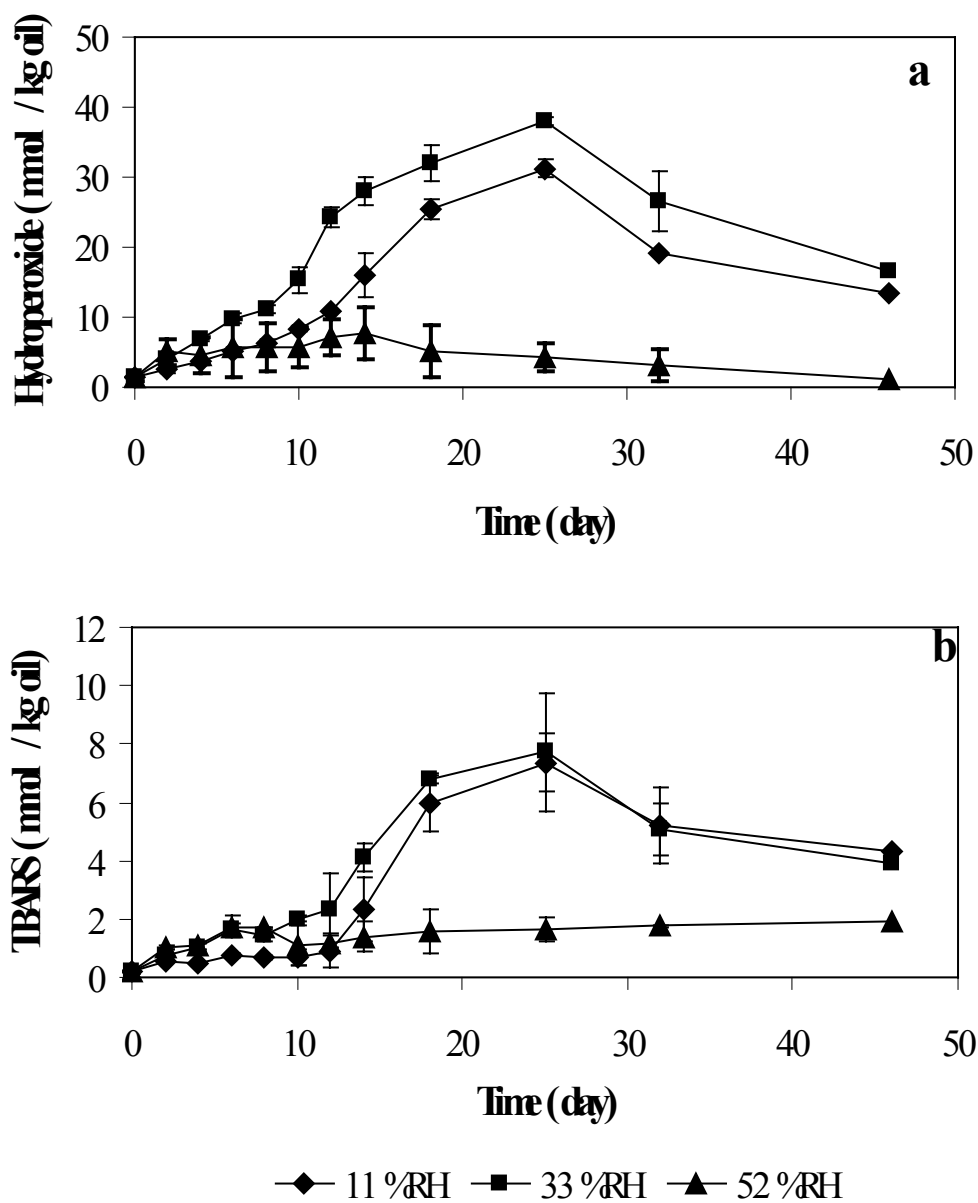 a
Hydroperoxide (mmol / kg oil)
50
40
30
20
10
0
0 10 20 30 40 50
Time (day)
b
TBARS (mmol / kg oil)
12
10
8
6
4
2
0
0 10 20 30 40 50
Time (day)
11 %RH 33 %RH 52 %RH